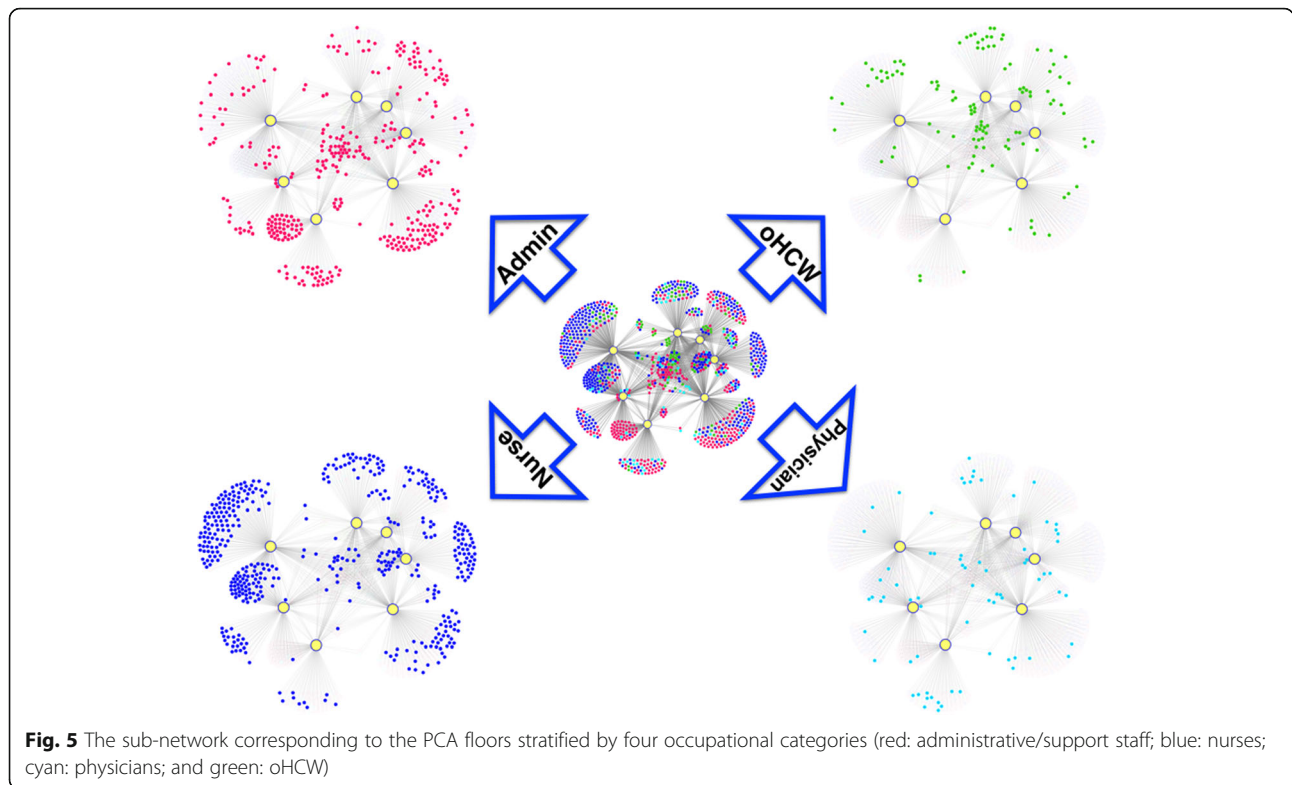 Admin
oHCW
Nurse
Physician
Fig. 5 The sub-network corresponding to the PCA floors stratified by four occupational categories (red: administrative/support staff; blue: nurses;
cyan: physicians; and green: oHCW)